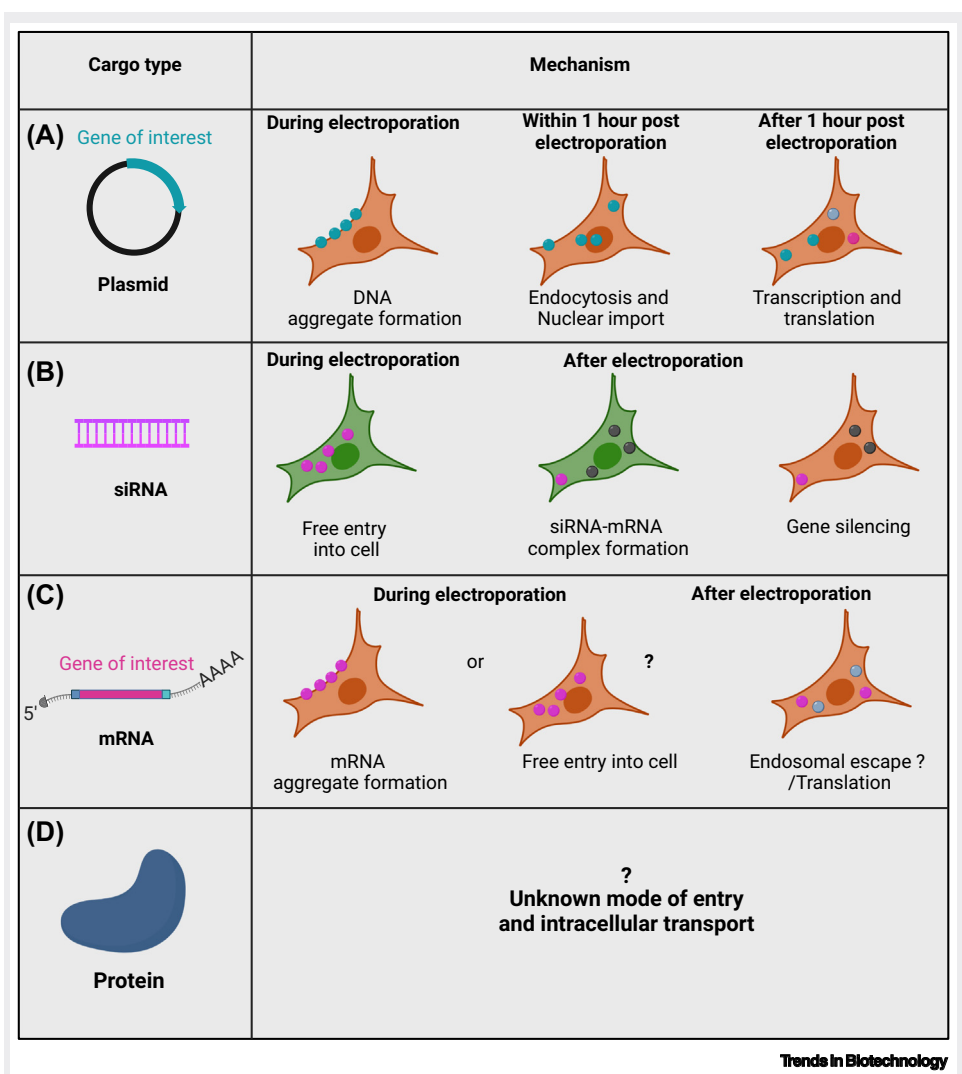 Cargo type
Mechanism
(A)
Gene of interest
Plasmid
During electroporation
Within 1 hour post
electroporation
After 1 hour post
electroporation
DNA
aggregate formation
Endocytosis and
Nuclear import
Transcription and
translation
(B)
siRNA
During electroporation
After electroporation
Free entry
into cell
siRNA-mRNA
complex formation
Gene silencing
(C)
Gene of interest
5'
AAAA
mRNA
During electroporation
After electroporation
or
?
mRNA
aggregate formation
Free entry into cell
Endosomal escape ?
/Translation
(D)
Protein
?
Unknown mode of entry
and intracellular transport
Trends in Biotechnology